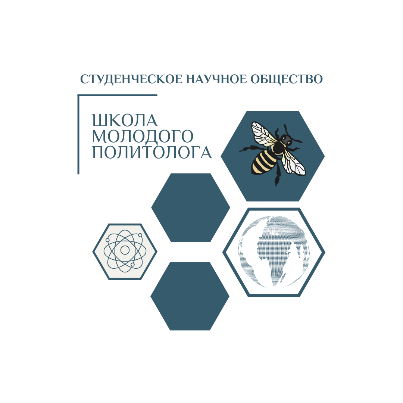 СТУДЕНЧЕСКОЕ НАУЧНОЕ ОБЩЕСТВО
ШКОЛА
МОЛОДОГО
ПОЛИТОЛОГА